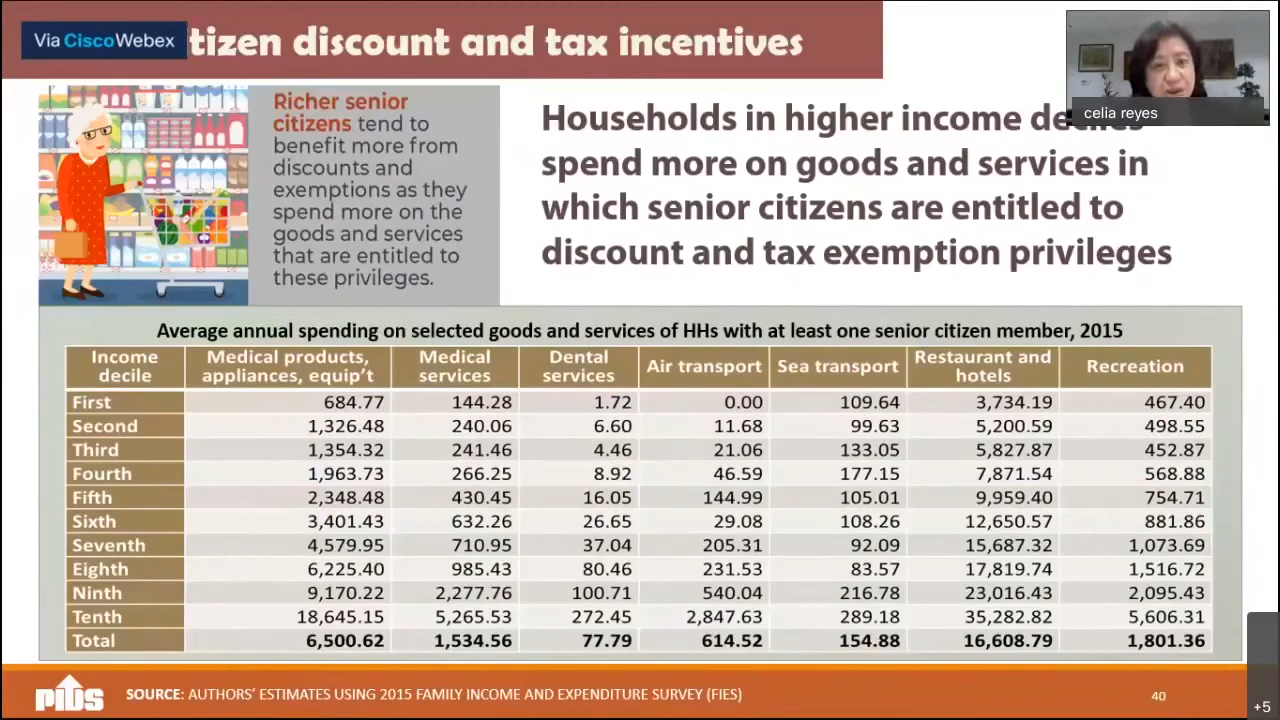 Via CiscoWebex
tizen discount and tax incentives
celia reyes
Richer senior
citizens tend to
benefit more from
discounts and
exemptions as they
spend more on the
goods and services
that are entitled to
these privileges.
Households in higher income
spend more on goods and services in
which senior citizens are entitled to
discount and tax exemption privileges
Average annual spending on selected goods and services of HHs with at least one senior citizen member, 2015
Income decile Medical products, appliances, equip't Medical services Dental services Air transport Sea transport Restaurant and hotels Recreation
First 684.77 144.28 1.72 0.00 109.64 3,734.19 467.40
Second 1,326.48 240.06 6.60 11.68 99.63 5,200.59 498.55
Third 1,354.32 241.46 4.46 21.06 133.05 5,827.87 452.87
Fourth 1,963.73 266.25 8.92 46.59 177.15 7,871.54 568.88
Fifth 2,348.48 430.45 16.05 144.99 105.01 9,959.40 754.71
Sixth 3,401.43 632.26 26.65 29.08 108.26 12,650.57 881.86
Seventh 4,579.95 710.95 37.04 205.31 92.09 15,687.32 1,073.69
Eighth 6,225.40 985.43 80.46 231.53 83.57 17,819.74 1,516.72
Ninth 9,170.22 2,277.76 100.71 540.04 216.78 23,016.43 2,095.43
Tenth 18,645.15 5,265.53 272.45 2,847.63 289.18 35,282.82 5,606.31
Total 6,500.62 1,534.56 77.79 614.52 154.88 16,608.79 1,801.36
pids
SOURCE: AUTHORS' ESTIMATES USING 2015 FAMILY INCOME AND EXPENDITURE SURVEY (FIES)
40
+5